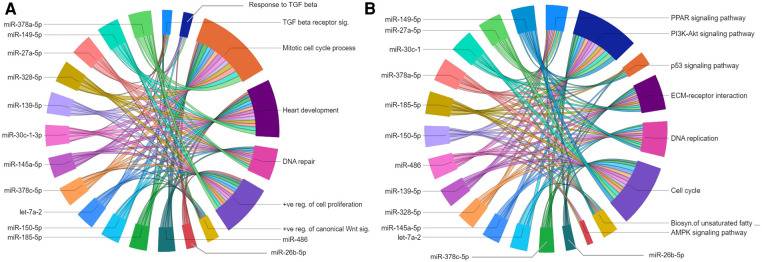 A
Response to TGF beta
TGF beta receptor sig.
Mitotic cell cycle process
Heart development
DNA repair
+ve reg. of cell proliferation
+ve reg. of canonical Wnt sig.
miR-486
miR-26b-5p
miR-378a-5p
miR-149-5p
miR-27a-5p
miR-328-5p
miR-139-5p
miR-30c-1-3p
miR-145a-5p
miR-378c-5p
let-7a-2
miR-150-5p
miR-185-5p
B
PPAR signaling pathway
PI3K-Akt signaling pathway
p53 signaling pathway
ECM-receptor interaction
DNA replication
Cell cycle
Biosyn.of unsaturated fatty ...
AMPK signaling pathway
miR-26b-5p
miR-149-5p
miR-27a-5p
miR-30c-1
miR-378a-5p
miR-185-5p
miR-150-5p
miR-486
miR-139-5p
miR-328-5p
miR-145a-5p
let-7a-2
miR-378c-5p